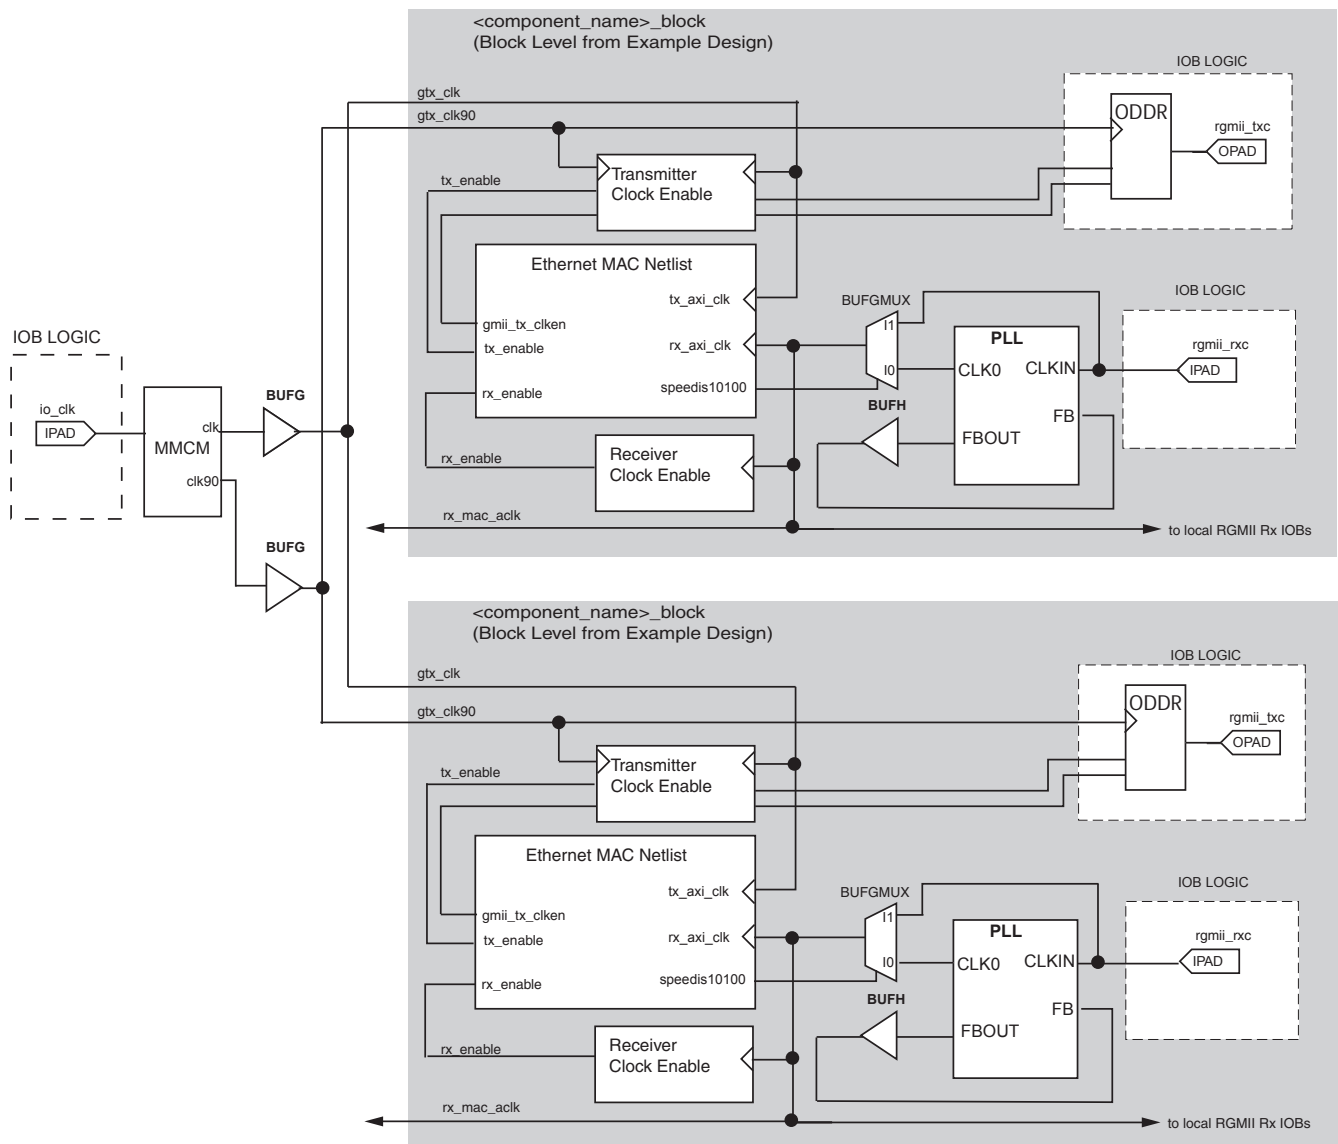 <component_name>_block
(Block Level from Example Design)
IOB LOGIC
gtx_clk
gtx_clk90
ODDR
rgmii_txc
OPAD
Transmitter
Clock Enable
tx_enable
Ethernet MAC Netlist
tx_axi_clk
BUFGMUX
IOB LOGIC
gmii_tx_clken
I1
PLL
IOB LOGIC
tx_enable
rx_axi_clk
rgmii_rxc
I0
CLK0
CLKIN
IPAD
speedis10100
rx_enable
BUFG
BUFH
io_clk
FB
IPAD
clk
MMCM
FBOUT
Receiver
Clock Enable
rx_enable
clk90
rx_mac_aclk
to local RGMII Rx IOBs
BUFG
<component_name>_block
(Block Level from Example Design)
IOB LOGIC
gtx_clk
gtx_clk90
ODDR
rgmii_txc
OPAD
Transmitter
Clock Enable
tx_enable
Ethernet MAC Netlist
tx_axi_clk
BUFGMUX
IOB LOGIC
gmii_tx_clken
I1
PLL
tx_enable
rx_axi_clk
rgmii_rxc
I0
CLK0
CLKIN
IPAD
speedis10100
rx_enable
BUFH
FB
FBOUT
Receiver
Clock Enable
rx_enable
rx_mac_aclk
to local RGMII Rx IOBs